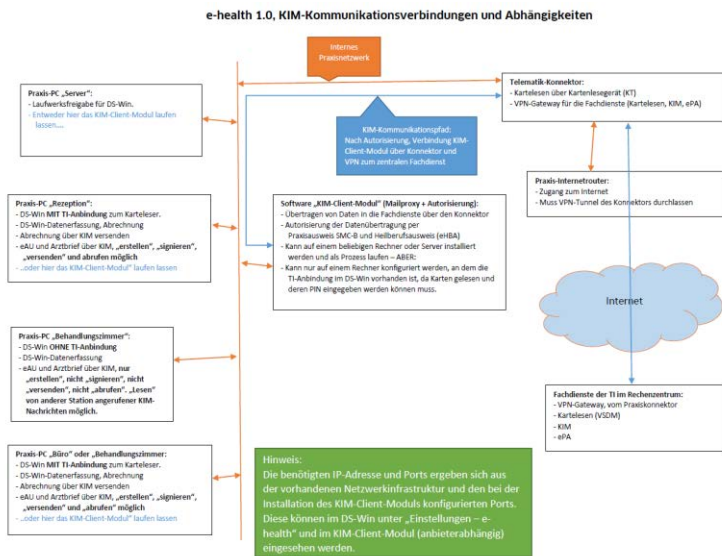 e-health 1.0, KIM-Kommunikationsverbindungen und Abhängigkeiten
Internes
Praxisnetzwerk
Praxis-PC „Server“:
- Laufwerksfreigabe für DS-Win.
- Entweder hier das KIM-Client-Modul laufen
lassen....
Telematik-Konnektor:
- Kartelesen über Kartenlesegerät (KT)
- VPN-Gateway für die Fachdienste (Kartelesen, KIM, ePA)
KIM-Kommunikationspfad:
Nach Autorisierung, Verbindung KIM-
Client-Modul über Konnektor und
VPN zum zentralen Fachdienst
Praxis-Internetrouter:
- Zugang zum Internet
- Muss VPN-Tunnel des Konnektors durchlassen
Praxis-PC „Rezeption“:
- DS-Win MIT TI-Anbindung zum Karteleser.
- DS-Win-Datenerfassung, Abrechnung
- Abrechnung über KIM versenden
- eAU und Arztbrief über KIM, „erstellen“, „signieren“,
„versenden“ und abrufen möglich
- ...oder hier das KIM-Client-Modul“ laufen lassen
Software „KIM-Client-Modul“ (Mailproxy + Autorisierung):
- Übertragen von Daten in die Fachdienste über den Konnektor
- Autorisierung der Datenübertragung per
Praxisausweis SMC-B und Heilberufsausweis (eHBA)
- Kann auf einem beliebigen Rechner oder Server installiert
werden und als Prozess laufen – ABER:
- Kann nur auf einem Rechner konfiguriert werden, an dem die
TI-Anbindung im DS-Win vorhanden ist, da Karten gelesen und
deren PIN eingegeben werden können muss.
Internet
Praxis-PC „Behandlungszimmer“:
- DS-Win OHNE TI-Anbindung
- DS-Win-Datenerfassung
- eAU und Arztbrief über KIM, nur
„erstellen“, nicht „signieren“, nicht
„versenden“, nicht „abrufen“. „Lesen“
von anderer Station angerufener KIM-
Nachrichten möglich.
Fachdienste der TI im Rechenzentrum:
- VPN-Gateway, vom Praxiskonnektor
- Kartelesen (VSDM)
- KIM
- ePA
Praxis-PC „Büro“ oder „Behandlungszimmer:
- DS-Win MIT TI-Anbindung zum Karteleser.
- DS-Win-Datenerfassung, Abrechnung
- Abrechnung über KIM versenden
- eAU und Arztbrief über KIM, „erstellen“, „signieren“,
„versenden“ und „abrufen“ möglich
- ...oder hier das KIM-Client-Modul“ laufen lassen
Hinweis:
Die benötigten IP-Adresse und Ports ergeben sich aus
der vorhandenen Netzwerkinfrastruktur und den bei der
Installation des KIM-Client-Moduls konfigurierten Ports.
Diese können im DS-Win unter „Einstellungen – e-
health“ und im KIM-Client-Modul (anbieterabhängig)
eingesehen werden.